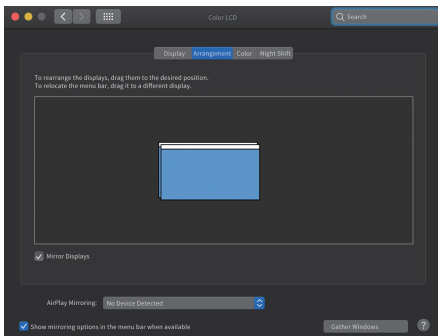 Color LCD
Search
Display Arrangement Color Night Shift
To rearrange the displays, drag them to the desired position.
To relocate the menu bar, drag it to a different display.
Mirror Displays
AirPlay Mirroring: No Device Detected
Show mirroring options in the menu bar when available
Gather Windows ?